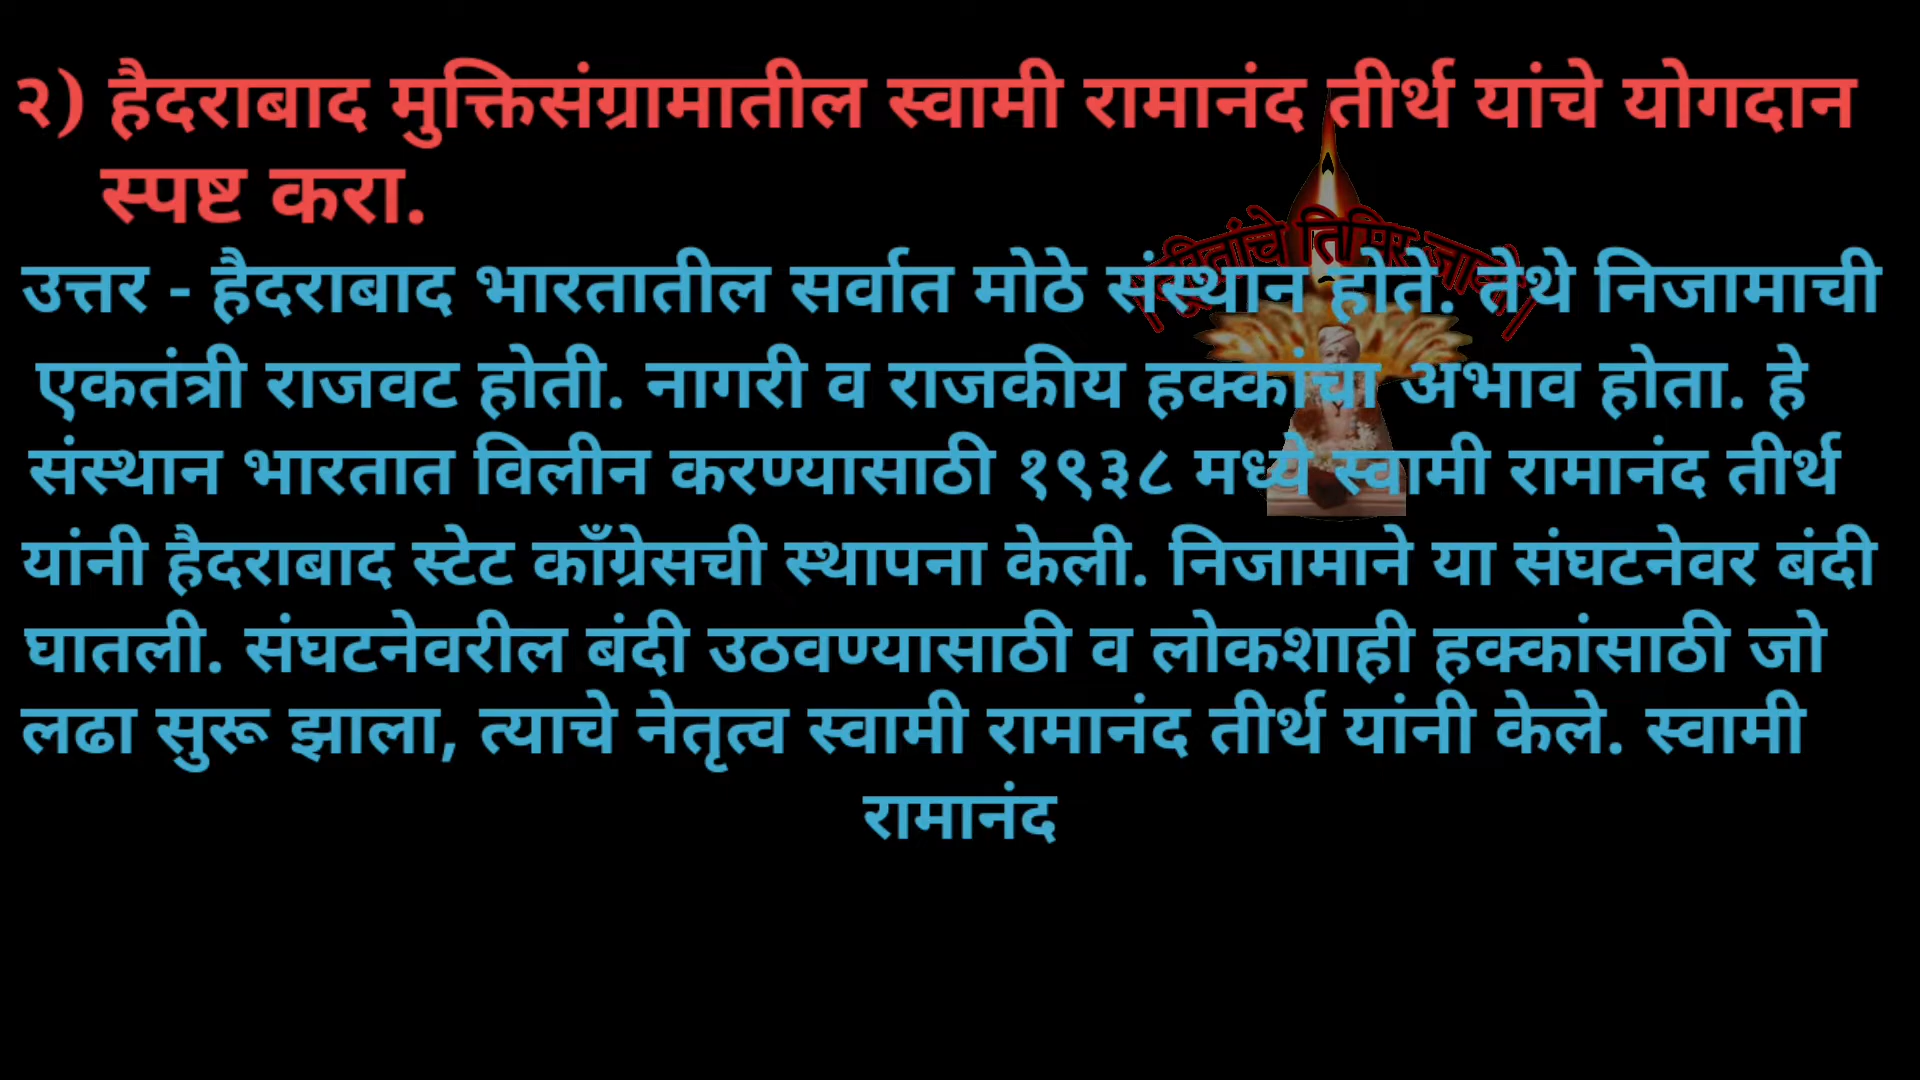 २) हैदराबाद मुक्तिसंग्रामातील स्वामी रामानंद तीर्थ यांचे योगदान
स्पष्ट करा.
उत्तर - हैदराबाद भारतातील सर्वात मोठे संस्थान होते. तेथे निजामाची
एकतंत्री राजवट होती. नागरी व राजकीय हक्कांचा अभाव होता. हे
संस्थान भारतात विलीन करण्यासाठी १९३८ मध्ये स्वामी रामानंद तीर्थ
यांनी हैदराबाद स्टेट काँग्रेसची स्थापना केली. निजामाने या संघटनेवर बंदी
घातली. संघटनेवरील बंदी उठवण्यासाठी व लोकशाही हक्कांसाठी जो
लढा सुरू झाला, त्याचे नेतृत्व स्वामी रामानंद तीर्थ यांनी केले. स्वामी
रामानंद
तिमिर जावो